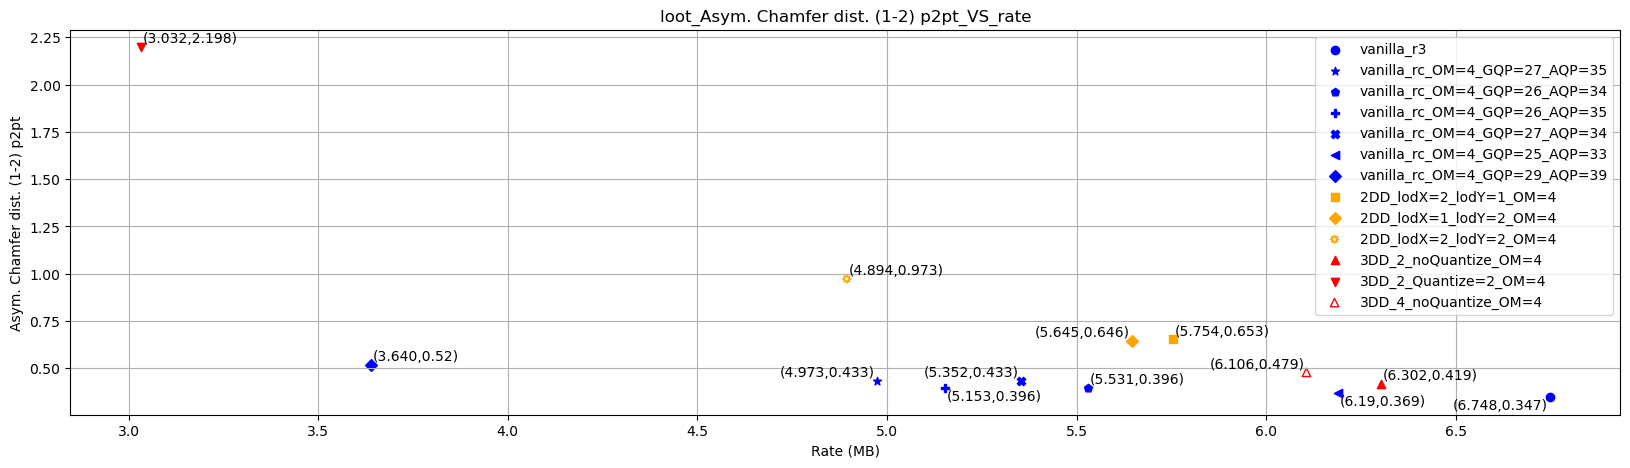 loot_Asym. Chamfer dist. (1-2) p2pt_VS_rate
Asym. Chamfer dist. (1-2) p2pt
2.25
2.00
1.75
1.50
1.25
1.00
0.75
0.50
(3.032,2.198)
(4.894,0.973)
(5.645,0.646)
(5.754,0.653)
(3.640,0.52)
(4.973,0.433)
(5.352,0.433)
(5.153,0.396)
(5.531,0.396)
(6.106,0.479)
(6.302,0.419)
(6.19,0.369)
(6.748,0.347)
vanilla_r3
vanilla_rc_OM=4_GQP=27_AQP=35
vanilla_rc_OM=4_GQP=26_AQP=34
vanilla_rc_OM=4_GQP=26_AQP=35
vanilla_rc_OM=4_GQP=27_AQP=34
vanilla_rc_OM=4_GQP=25_AQP=33
vanilla_rc_OM=4_GQP=29_AQP=39
2DD_lodX=2_lodY=1_OM=4
2DD_lodX=1_lodY=2_OM=4
2DD_lodX=2_lodY=2_OM=4
3DD_2_noQuantize_OM=4
3DD_2_Quantize=2_OM=4
3DD_4_noQuantize_OM=4
3.0 3.5 4.0 4.5 5.0 5.5 6.0 6.5
Rate (MB)